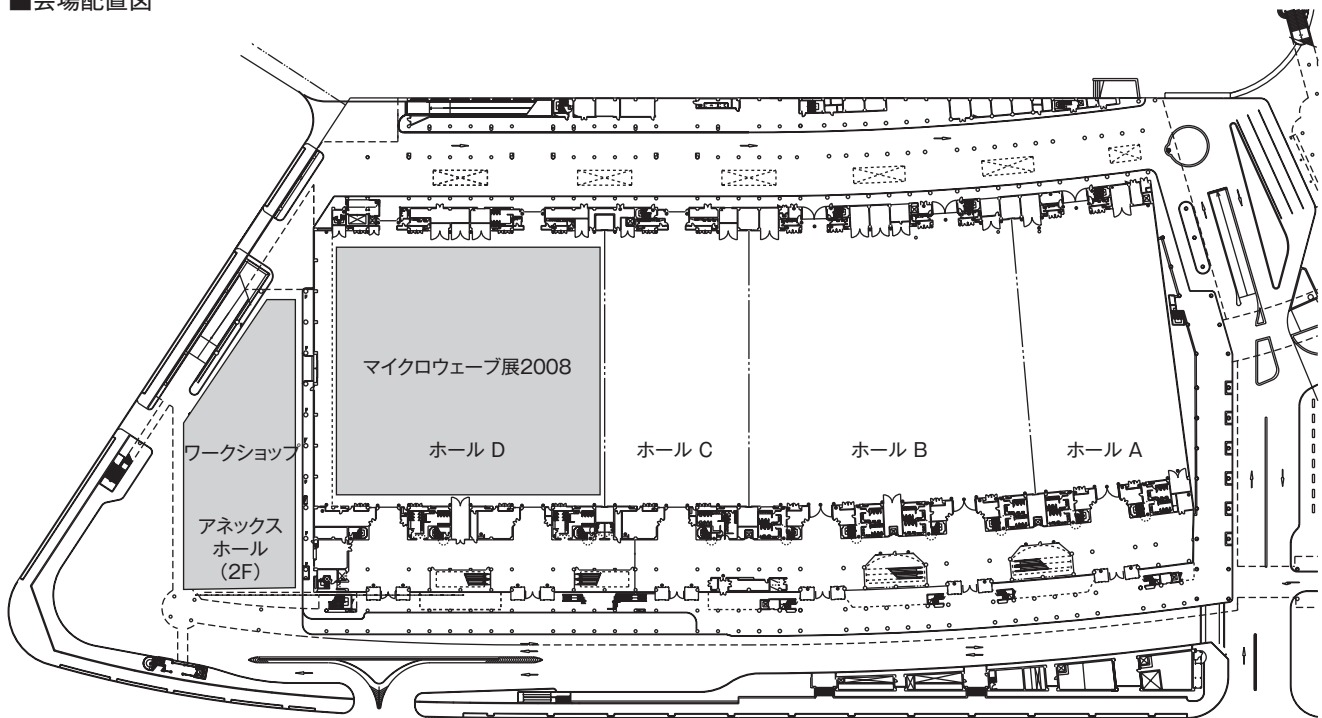 ■会場配置図
マイクロウェーブ展2008
ワークショップ
ホール D
ホール C
ホール B
ホール A
アネックス
ホール
(2F)